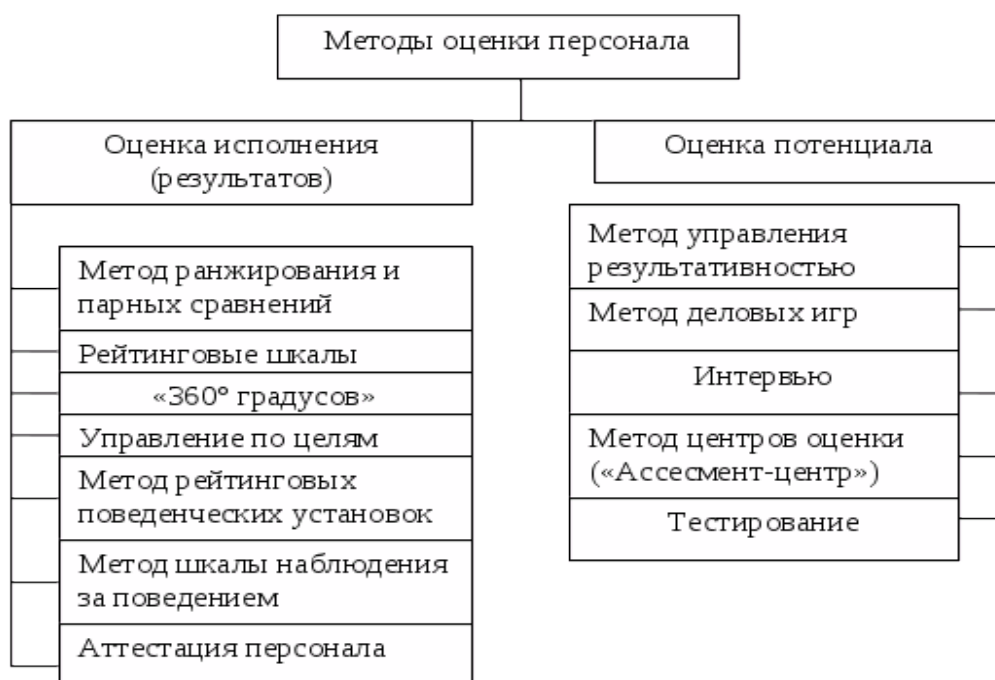 Методы оценки персонала
Оценка исполнения
(результатов)
Оценка потенциала
Метод ранжирования и
парных сравнений
Рейтинговые шкалы
«360° градусов»
Управление по целям
Метод рейтинговых
поведенческих установок
Метод шкалы наблюдения
за поведением
Аттестация персонала
Метод управления
результативностью
Метод деловых игр
Интервью
Метод центров оценки
(«Ассесмент-центр»)
Тестирование